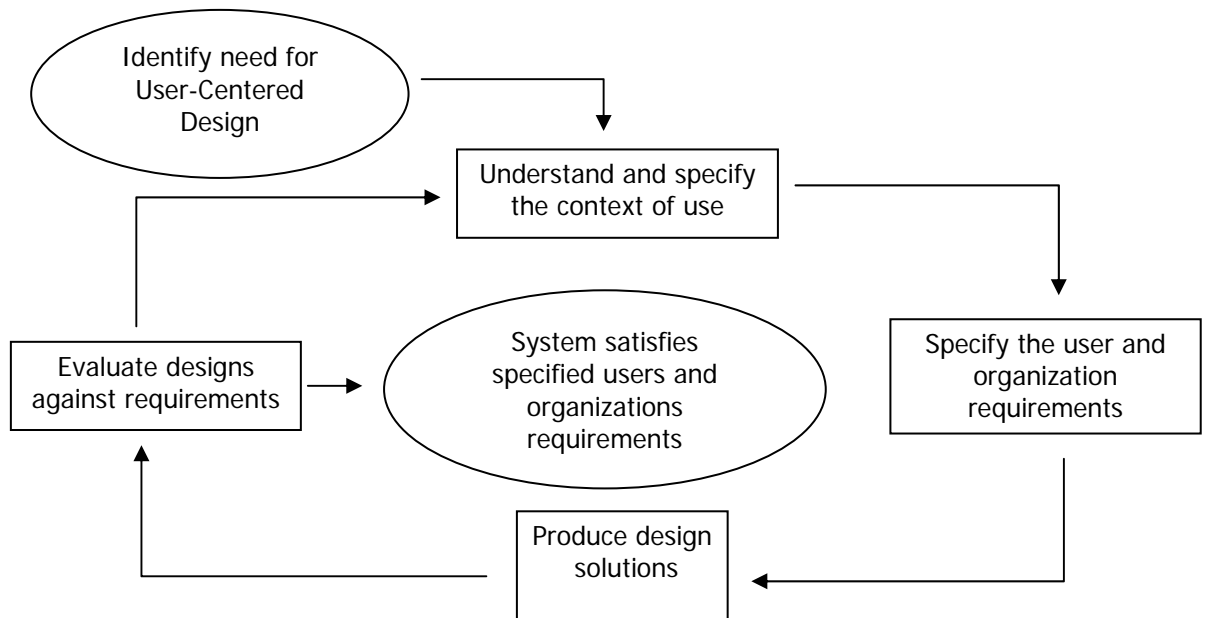 Identify need for
User-Centered
Design
Understand and specify
the context of use
Evaluate designs
against requirements
System satisfies
specified users and
organizations
requirements
Specify the user and
organization
requirements
Produce design
solutions